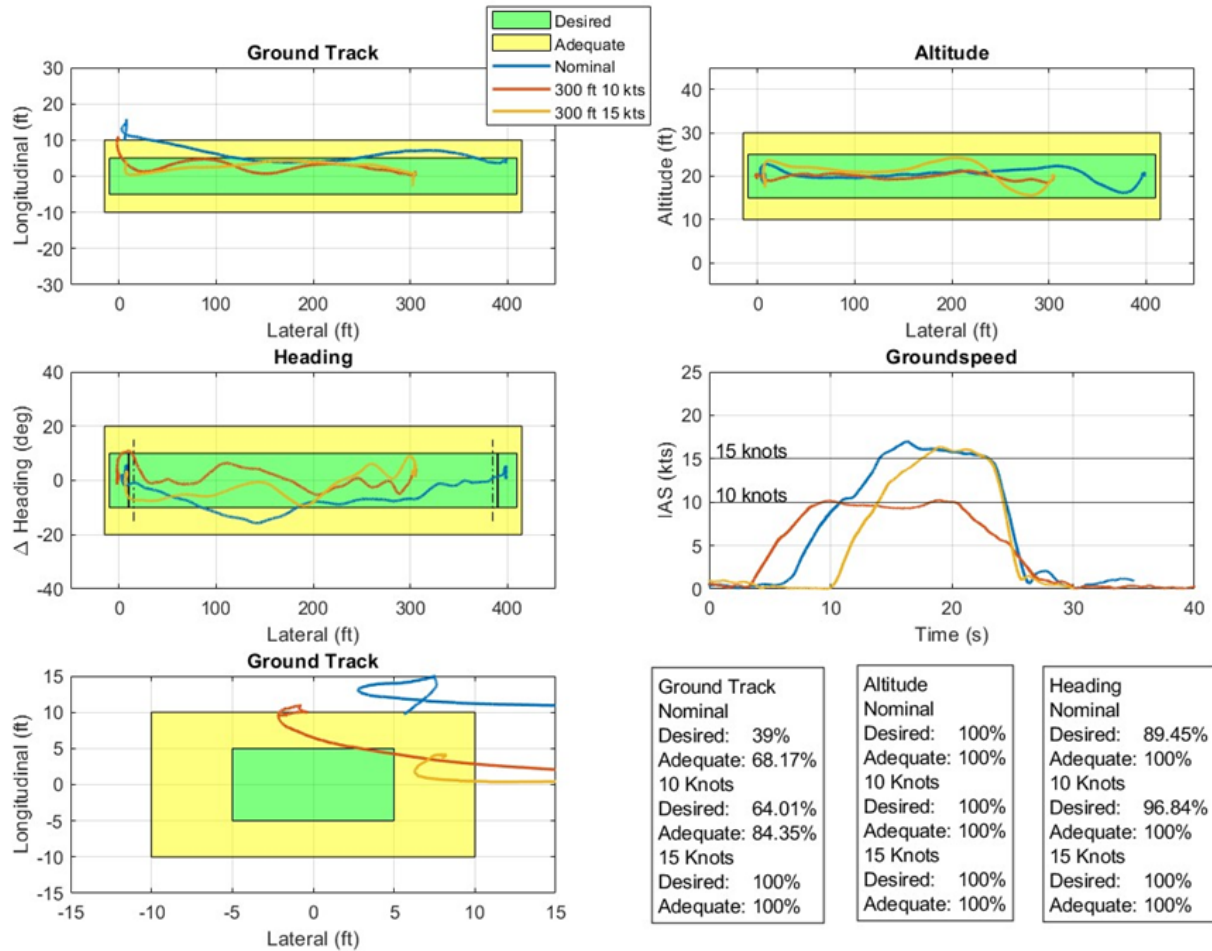 Desired
Adequate
Nominal
300 ft 10 kts
300 ft 15 kts
Ground Track
30
20
10
0
-10
-20
-30
Longitudinal (ft)
0 100 200 300 400
Lateral (ft)
Altitude
40
30
20
10
0
Altitude (ft)
0 100 200 300 400
Lateral (ft)
Heading
40
20
0
-20
-40
Δ Heading (deg)
0 100 200 300 400
Lateral (ft)
Groundspeed
25
20
15
10
5
0
IAS (kts)
15 knots
10 knots
0 10 20 30 40
Time (s)
Ground Track
15
10
5
0
-5
-10
-15
Longitudinal (ft)
-15 -10 -5 0 5 10 15
Lateral (ft)
Ground Track
Nominal
Desired: 39%
Adequate: 68.17%
10 Knots
Desired: 64.01%
Adequate: 84.35%
15 Knots
Desired: 100%
Adequate: 100%
Altitude
Nominal
Desired: 100%
Adequate: 100%
10 Knots
Desired: 100%
Adequate: 100%
15 Knots
Desired: 100%
Adequate: 100%
Heading
Nominal
Desired: 89.45%
Adequate: 100%
10 Knots
Desired: 96.84%
Adequate: 100%
15 Knots
Desired: 100%
Adequate: 100%